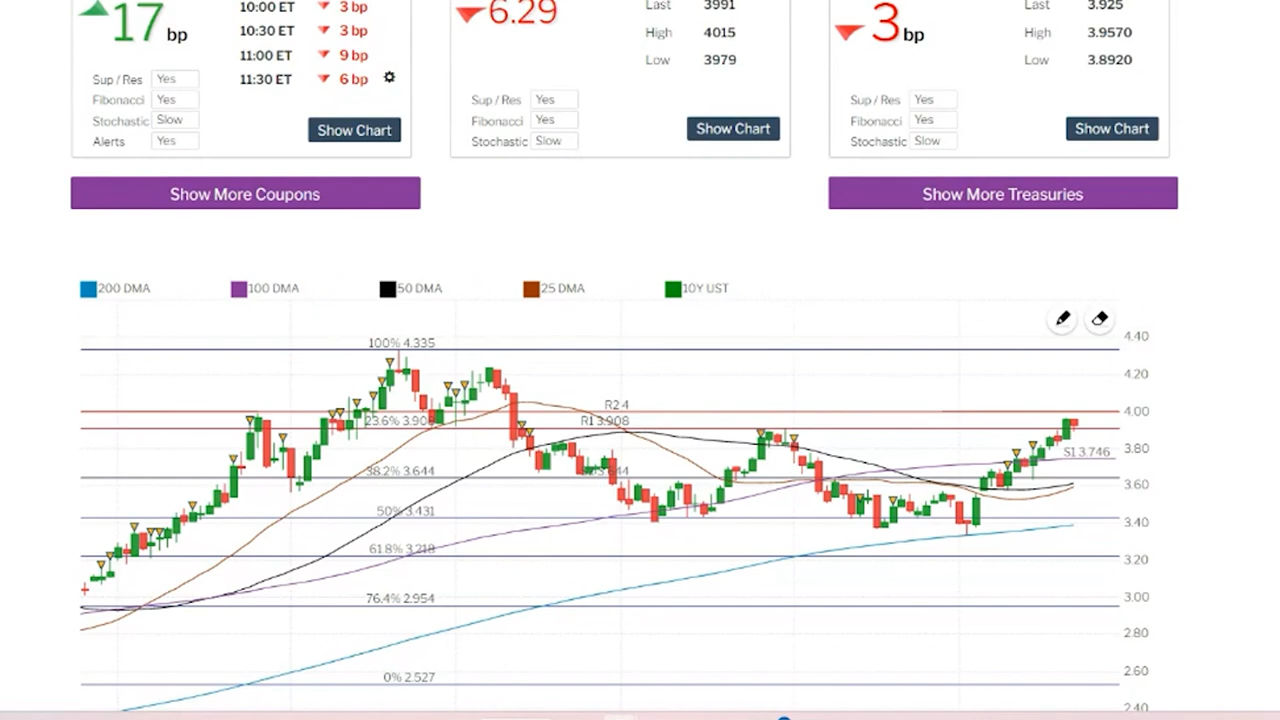 17 bp
10:00 ET 3 bp
10:30 ET 3 bp
11:00 ET 9 bp
11:30 ET 6 bp
Sup / Res Yes
Fibonacci Yes
Stochastic Slow
Alerts Yes
Show Chart
6.29
Last 3991
High 4015
Low 3979
Sup / Res Yes
Fibonacci Yes
Stochastic Slow
Show Chart
3 bp
Last 3.925
High 3.9570
Low 3.8920
Sup / Res Yes
Fibonacci Yes
Stochastic Slow
Show Chart
Show More Coupons
Show More Treasuries
200 DMA 100 DMA 50 DMA 25 DMA 10Y UST
100% 4.335
R2 4
23.6% 3.908
R1 3.908
S1 3.746
38.2% 3.644
50% 3.431
61.8% 3.218
76.4% 2.954
0% 2.527
4.40
4.20
4.00
3.80
3.60
3.40
3.20
3.00
2.80
2.60
2.40